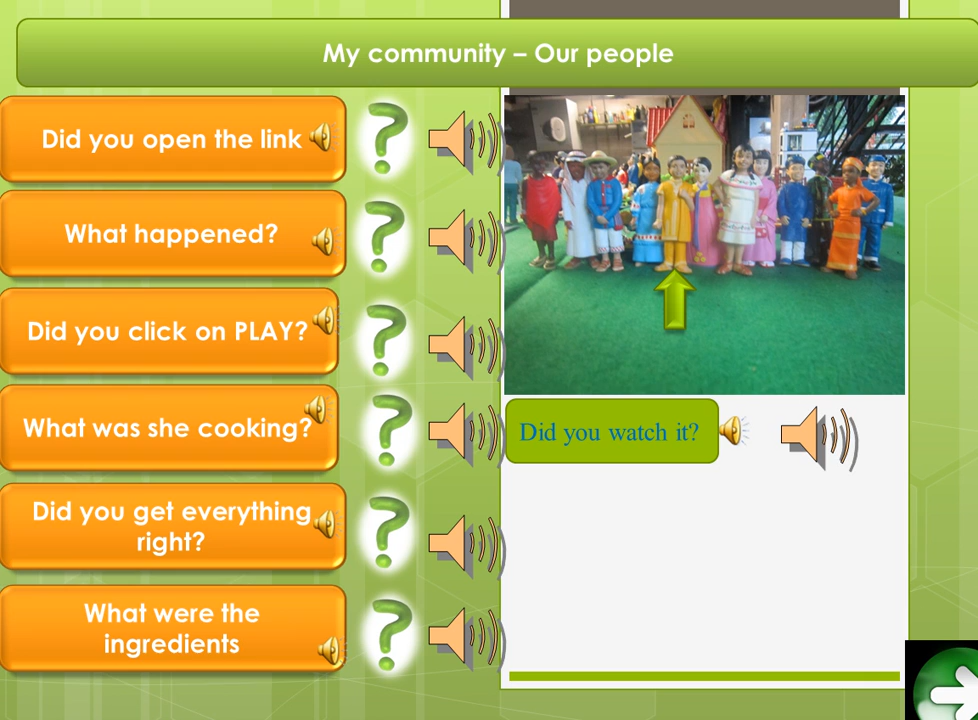 My community – Our people
Did you open the link
What happened?
Did you click on PLAY?
What was she cooking?
Did you get everything
right?
What were the
ingredients
Did you watch it?